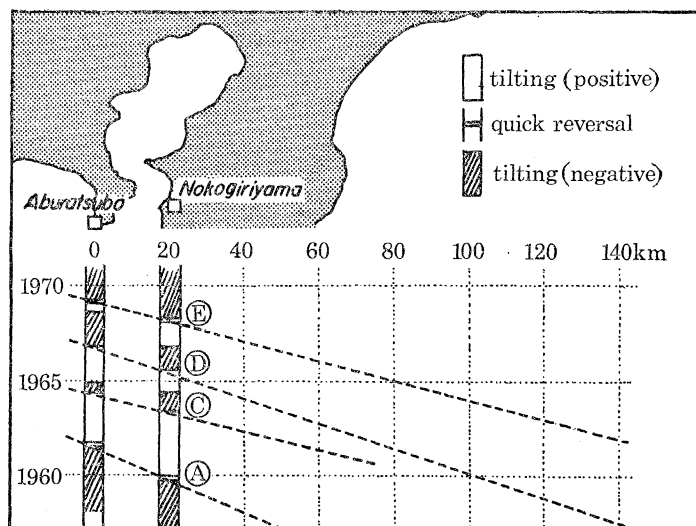 tilting (positive)
quick reversal
tilting (negative)
Aburatsubo
Nokogiriyama
0 20 40 60 80 100 120 140km
1970
Ⓔ
Ⓓ
1965
Ⓒ
Ⓐ
1960